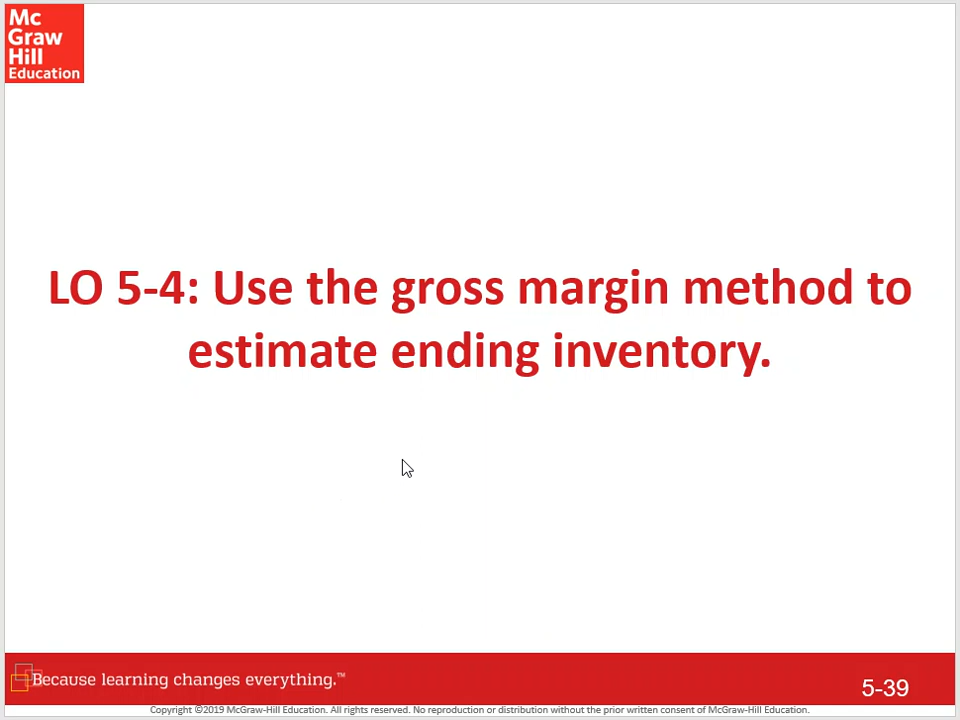 Mc
Graw
Hill
Education
LO 5-4: Use the gross margin method to
estimate ending inventory.
Because learning changes everything.™
5-39
Copyright ©2019 McGraw-Hill Education. All rights reserved. No reproduction or distribution without the prior written consent of McGraw-Hill Education.